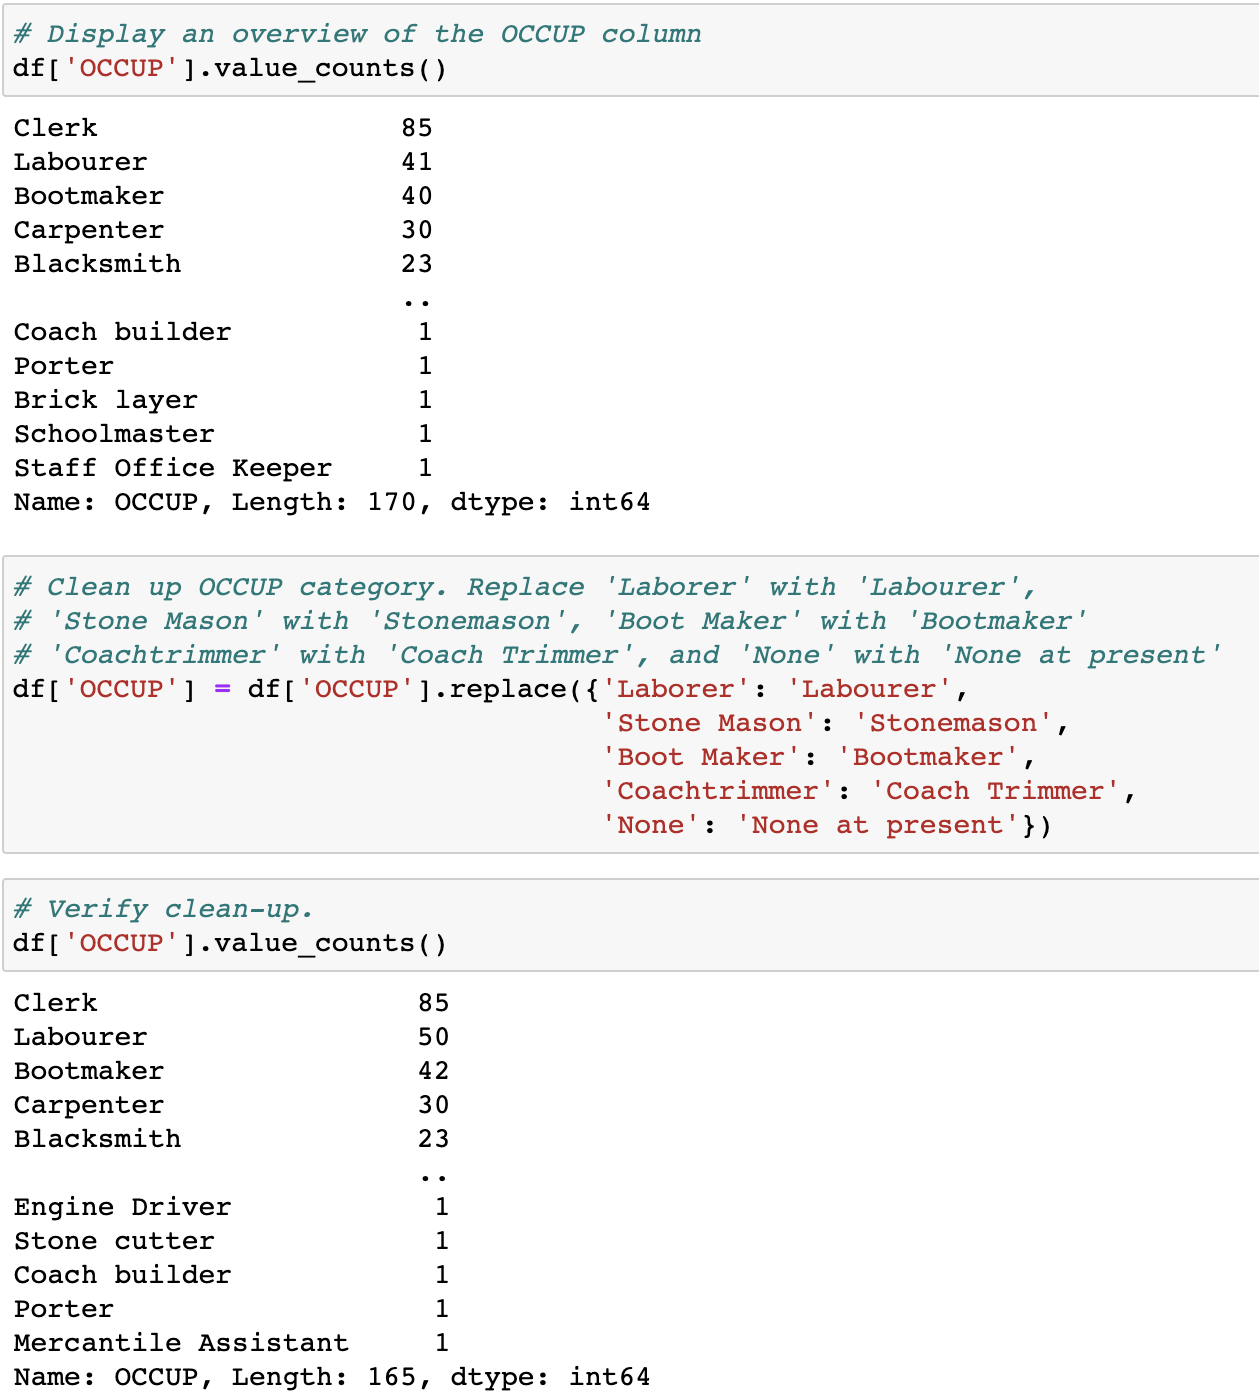 # Display an overview of the OCCUP column
df['OCCUP'].value_counts()
Clerk                  85
Labourer               41
Bootmaker              40
Carpenter              30
Blacksmith             23
                       ..
Coach builder           1
Porter                  1
Brick layer             1
Schoolmaster            1
Staff Office Keeper     1
Name: OCCUP, Length: 170, dtype: int64
# Clean up OCCUP category. Replace 'Laborer' with 'Labourer',
# 'Stone Mason' with 'Stonemason', 'Boot Maker' with 'Bootmaker'
# 'Coachtrimmer' with 'Coach Trimmer', and 'None' with 'None at present'
df['OCCUP'] = df['OCCUP'].replace({'Laborer': 'Labourer',
                                   'Stone Mason': 'Stonemason',
                                   'Boot Maker': 'Bootmaker',
                                   'Coachtrimmer': 'Coach Trimmer',
                                   'None': 'None at present'})
# Verify clean-up.
df['OCCUP'].value_counts()
Clerk                   85
Labourer                50
Bootmaker               42
Carpenter               30
Blacksmith              23
                        ..
Engine Driver            1
Stone cutter             1
Coach builder            1
Porter                   1
Mercantile Assistant     1
Name: OCCUP, Length: 165, dtype: int64